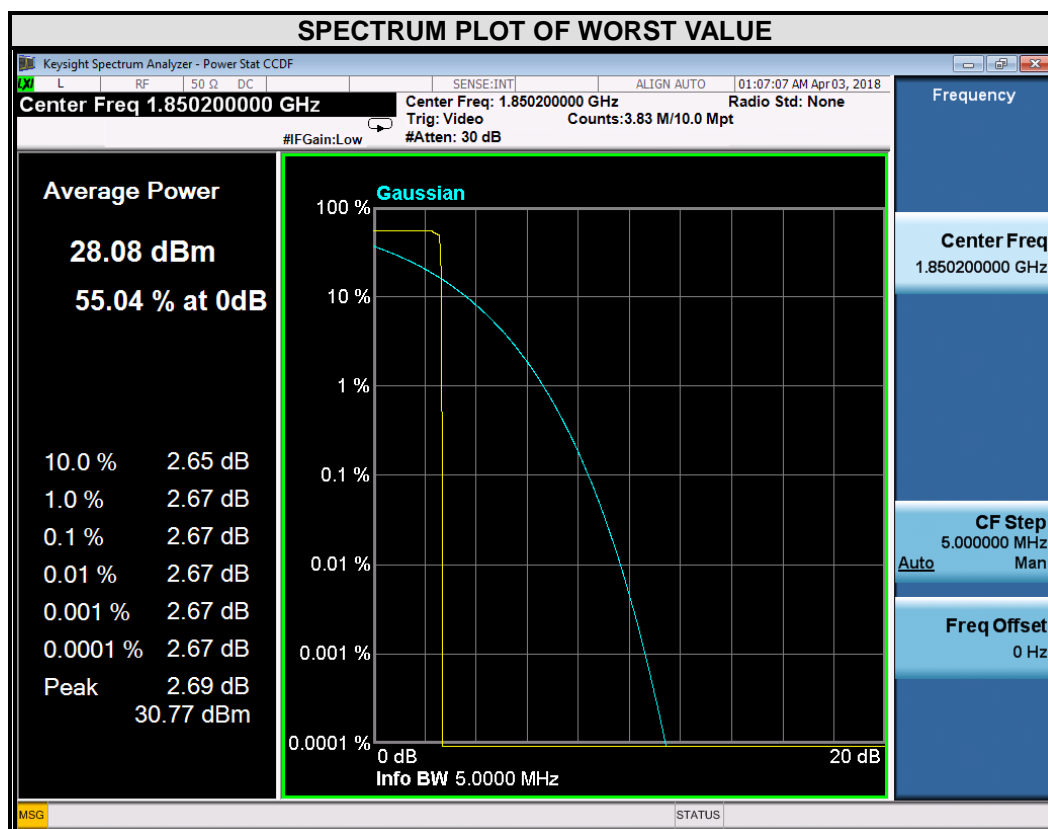 SPECTRUM PLOT OF WORST VALUE
Keysight Spectrum Analyzer - Power Stat CCDF
LXI L RF 50 Ω DC SENSE:INT ALIGN AUTO 01:07:07 AM Apr 03, 2018
Center Freq 1.850200000 GHz
Center Freq: 1.850200000 GHz Radio Std: None
Trig: Video Counts:3.83 M/10.0 Mpt
#IFGain:Low #Atten: 30 dB
Frequency
Average Power
28.08 dBm
55.04 % at 0dB
10.0 % 2.65 dB
1.0 % 2.67 dB
0.1 % 2.67 dB
0.01 % 2.67 dB
0.001 % 2.67 dB
0.0001 % 2.67 dB
Peak 2.69 dB
30.77 dBm
Gaussian
100 %
10 %
1 %
0.1 %
0.01 %
0.001 %
0.0001 %
0 dB 20 dB
Info BW 5.0000 MHz
Center Freq
1.850200000 GHz
CF Step
5.000000 MHz
Auto Man
Freq Offset
0 Hz
MSG STATUS